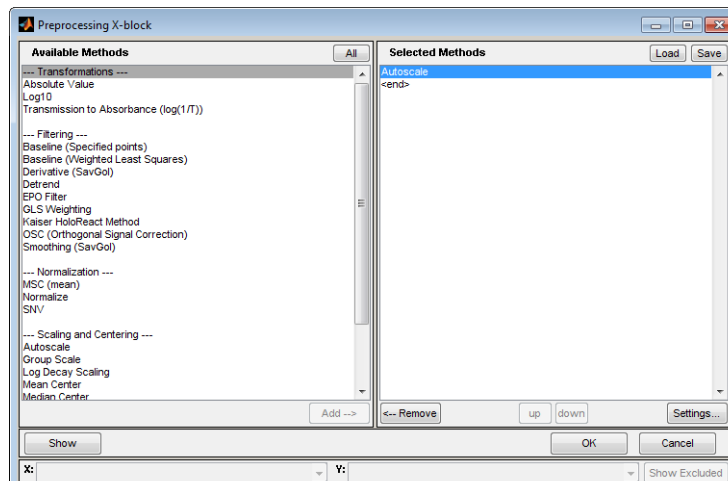 Preprocessing X-block
Available Methods
All
--- Transformations ---
Absolute Value
Log10
Transmission to Absorbance (log(1/T))
--- Filtering ---
Baseline (Specified points)
Baseline (Weighted Least Squares)
Derivative (SavGol)
Detrend
EPO Filter
GLS Weighting
Kaiser HoloReact Method
OSC (Orthogonal Signal Correction)
Smoothing (SavGol)
--- Normalization ---
MSC (mean)
Normalize
SNV
--- Scaling and Centering ---
Autoscale
Group Scale
Log Decay Scaling
Mean Center
Median Center
Add -->
Selected Methods
Load
Save
Autoscale
<end>
<-- Remove
up
down
Settings...
Show
OK
Cancel
X:
Y:
Show Excluded